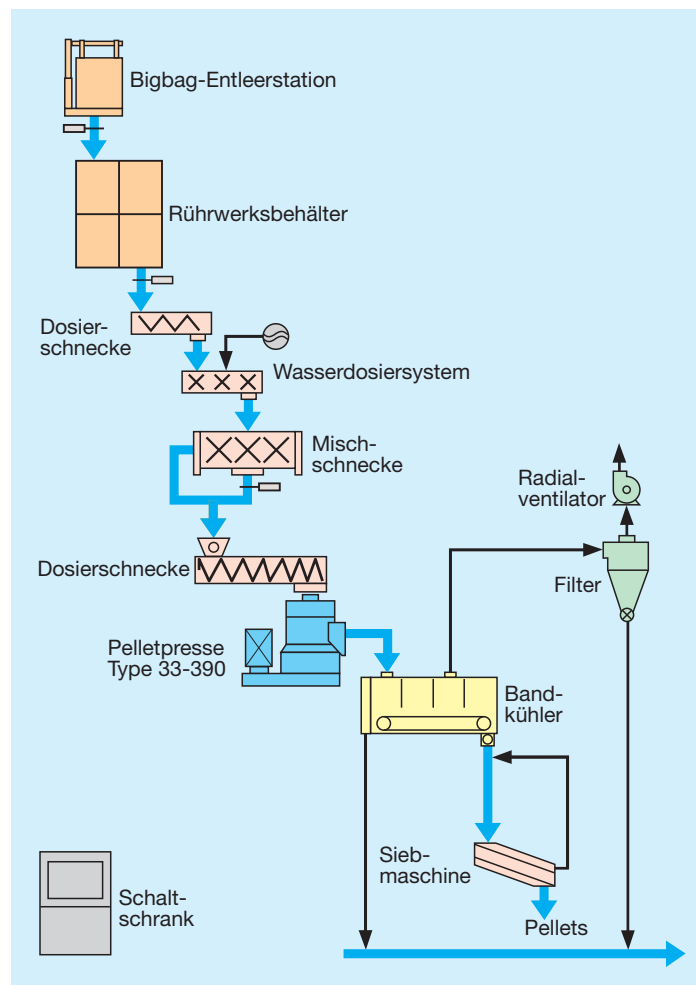 Bigbag-Entleerstation
Rührwerksbehälter
Dosier-
schnecke
Wasserdosiersystem
Misch-
schnecke
Radial-
ventilator
Dosierschnecke
Filter
Pelletpresse
Type 33-390
Band-
kühler
Sieb-
maschine
Schalt-
schrank
Pellets